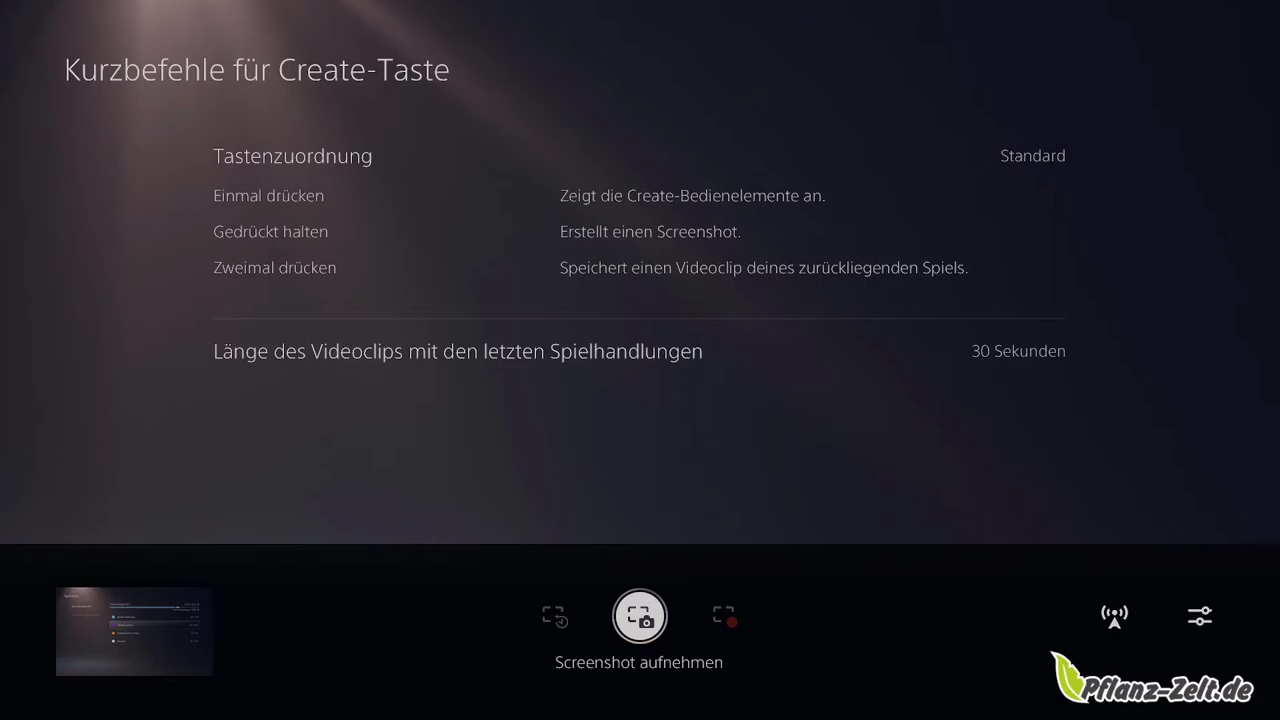 Kurzbefehle für Create-Taste
Tastenzuordnung Standard
Einmal drücken Zeigt die Create-Bedienelemente an.
Gedrückt halten Erstellt einen Screenshot.
Zweimal drücken Speichert einen Videoclip deines zurückliegenden Spiels.
Länge des Videoclips mit den letzten Spielhandlungen 30 Sekunden
Screenshot aufnehmen
Pflanz-Zelt.de